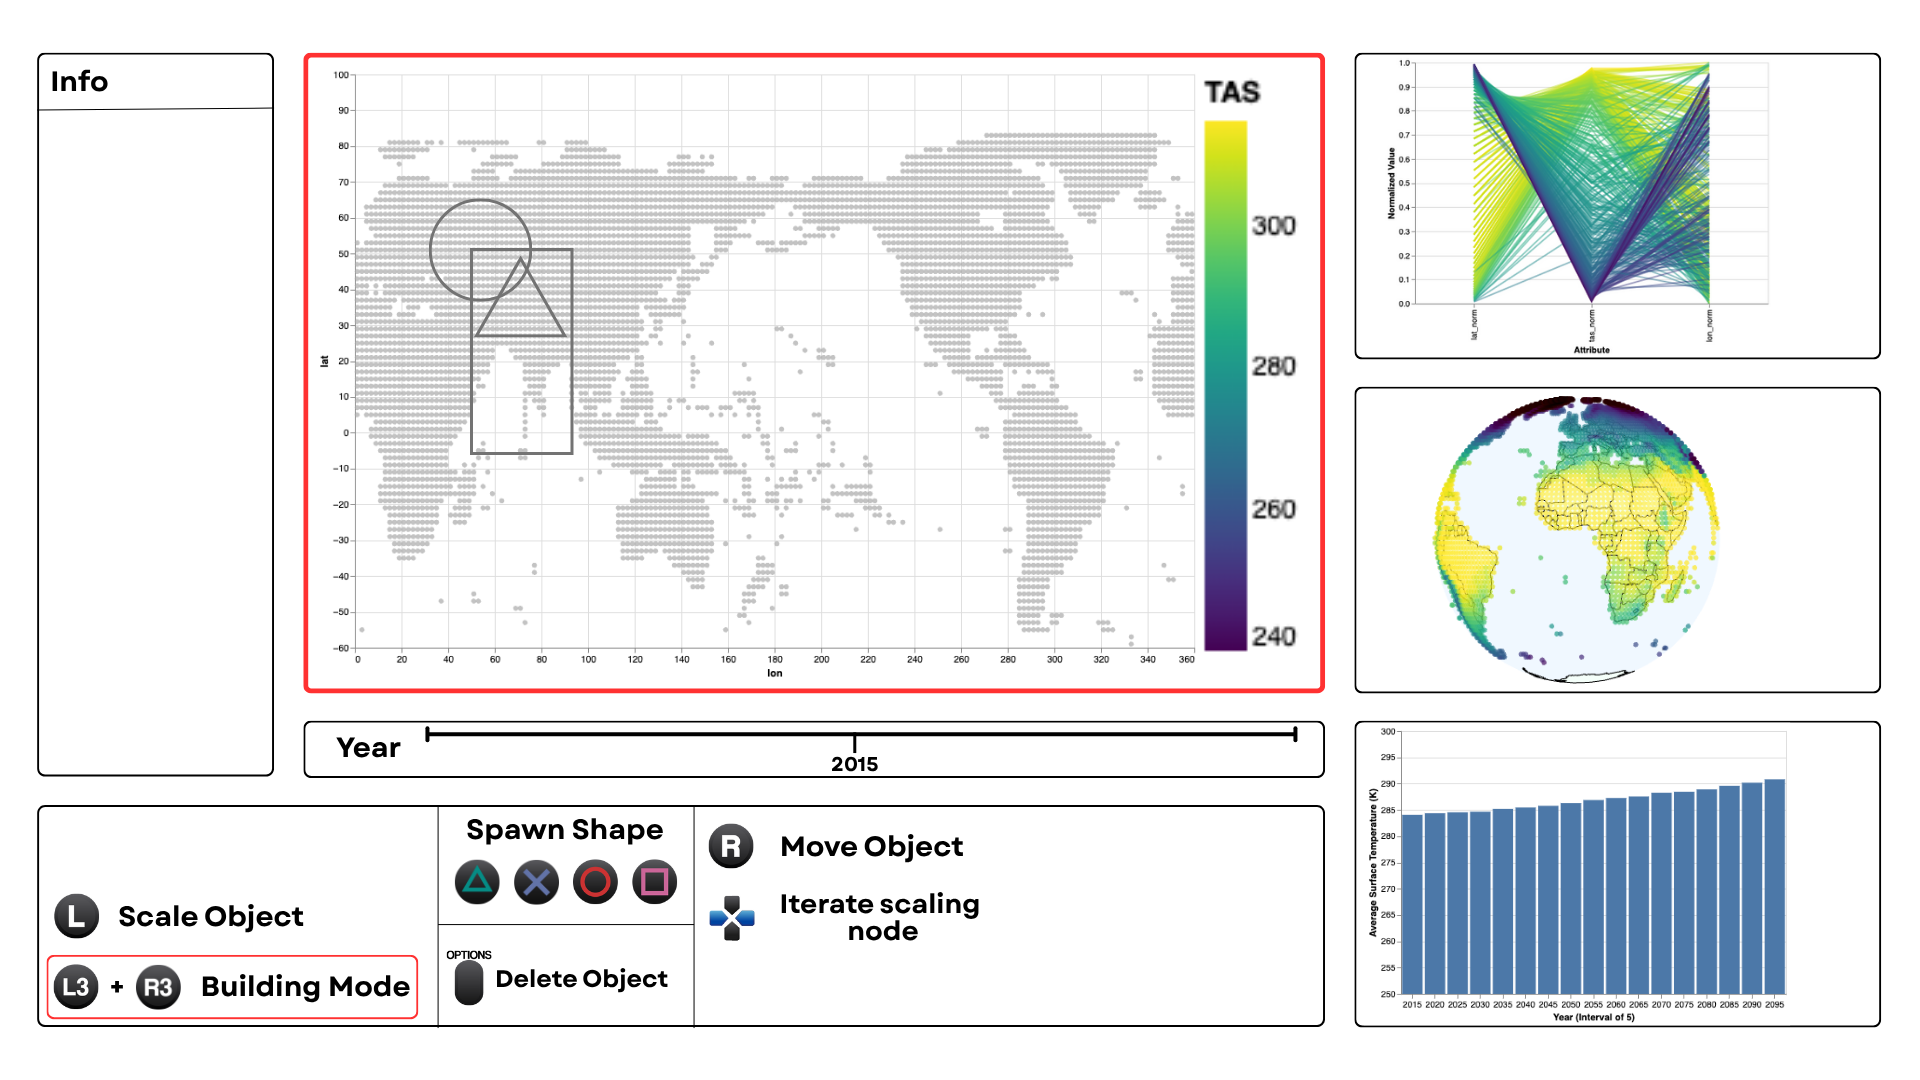 Info
100
90
80
70
60
50
40
30
20
10
0
−10
−20
−30
−40
−50
−60
lat
0 20 40 60 80 100 120 140 160 180 200 220 240 260 280 300 320 340 360
lon
TAS
300
280
260
240
1.0
0.9
0.8
0.7
0.6
0.5
0.4
0.3
0.2
0.1
0.0
Normalized Value
lat_norm tas_norm lon_norm
Attribute
Year
2015
300
295
290
285
280
275
270
265
260
255
250
Average Surface Temperature (K)
2015 2020 2025 2030 2035 2040 2045 2050 2055 2060 2065 2070 2075 2080 2085 2090 2095
Year (Interval of 5)
L Scale Object
L3 + R3 Building Mode
Spawn Shape
OPTIONS
Delete Object
R Move Object
Iterate scaling
node